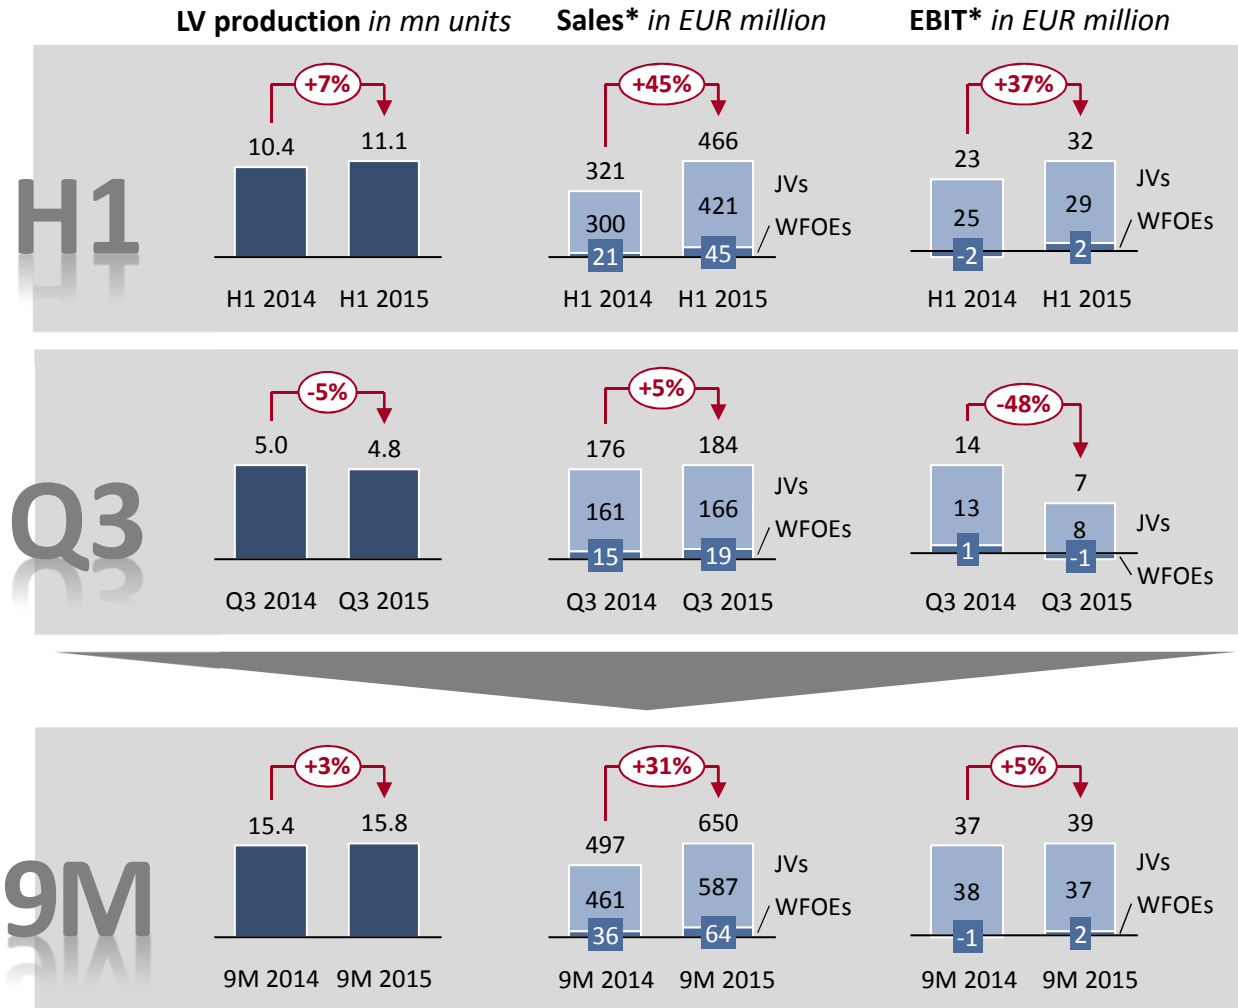 LV production in mn units Sales* in EUR million EBIT* in EUR million
H1
+7% +45% +37%
10.4 11.1 321 466 23 32
JVs JVs
300 421 25 29
WFOEs WFOEs
21 45 -2 2
H1 2014 H1 2015 H1 2014 H1 2015 H1 2014 H1 2015
Q3
-5% +5% -48%
5.0 4.8 176 184 14 7
JVs
161 166 13 8 JVs
WFOEs
15 19 1 -1 WFOEs
Q3 2014 Q3 2015 Q3 2014 Q3 2015 Q3 2014 Q3 2015
9M
+3% +31% +5%
15.4 15.8 497 650 37 39
JVs JVs
461 587 38 37
WFOEs WFOEs
36 64 -1 2
9M 2014 9M 2015 9M 2014 9M 2015 9M 2014 9M 2015